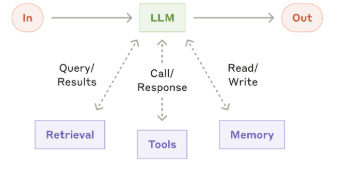 In
LLM
Out
Query/
Results
Call/
Response
Read/
Write
Retrieval
Tools
Memory